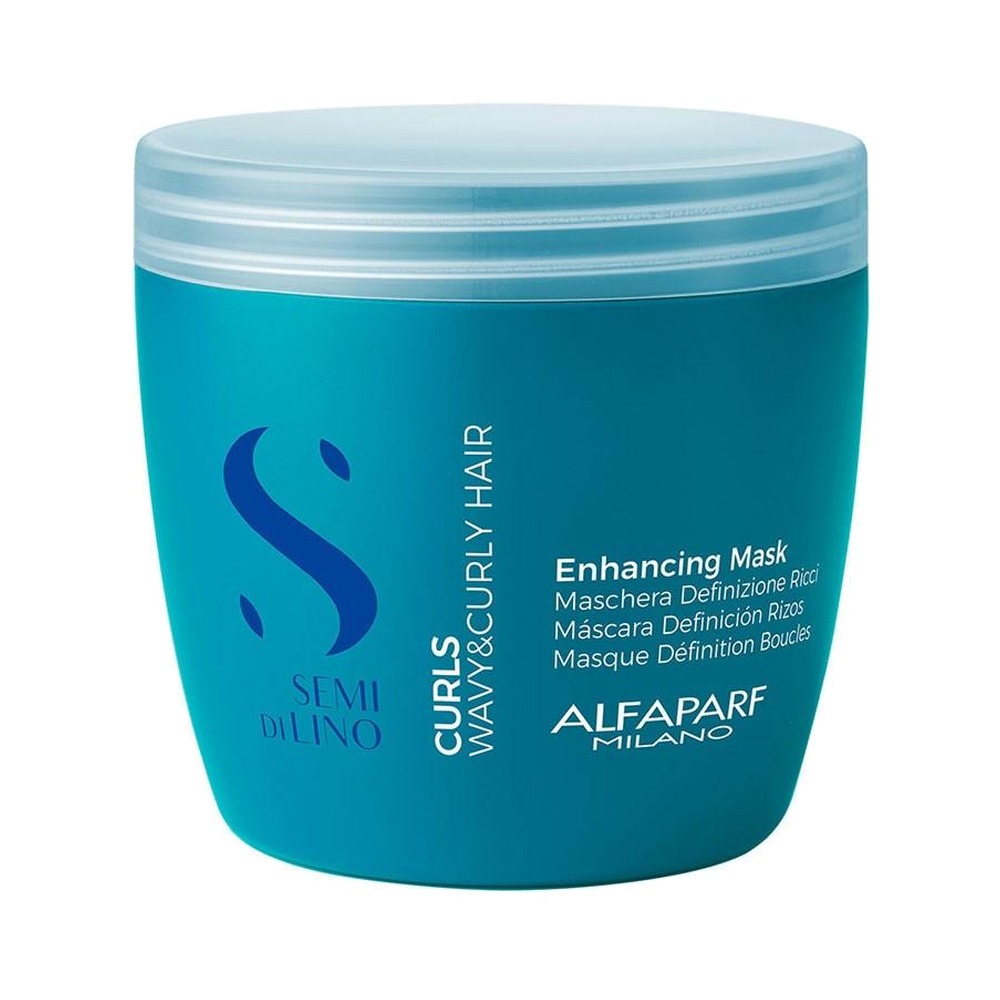 SEMI
DI LINO
CURLS
WAVY&CURLY HAIR
Enhancing Mask
Maschera Definizione Ricci
Máscara Definición Rizos
Masque Définition Boucles
ALFAPARF
MILANO